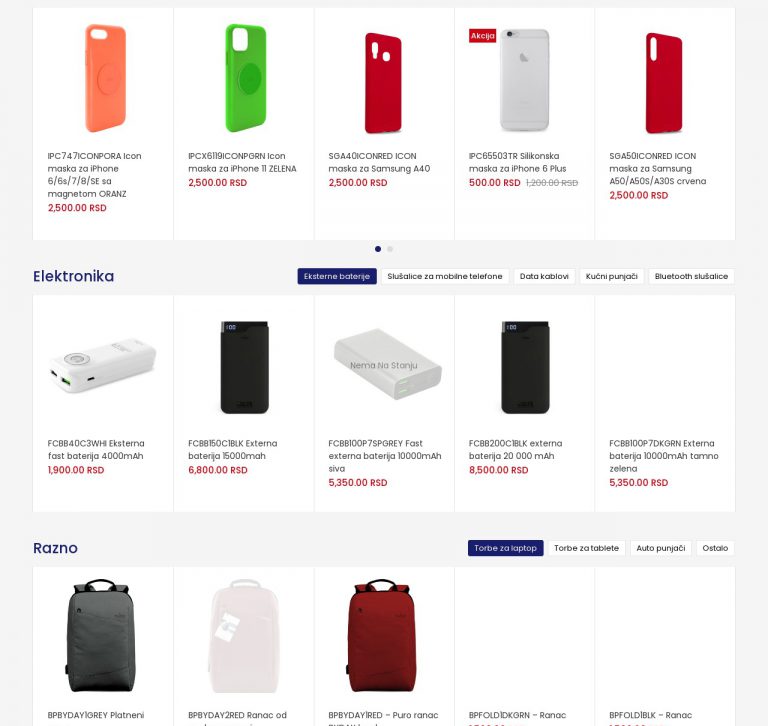 Akcija
IPC747ICONPORA Icon
maska za iPhone
6/6s/7/8/SE sa
magnetom ORANZ
2,500.00 RSD
IPCX6119ICONPGRN Icon
maska za iPhone 11 ZELENA
2,500.00 RSD
SGA40ICONRED ICON
maska za Samsung A40
2,500.00 RSD
IPC65503TR Silikonska
maska za iPhone 6 Plus
500.00 RSD 1,200.00 RSD
SGA50ICONRED ICON
maska za Samsung
A50/A50S/A30S crvena
2,500.00 RSD
Elektronika
Eksterne baterije
Slušalice za mobilne telefone
Data kablovi
Kućni punjači
Bluetooth slušalice
Nema Na Stanju
FCBB40C3WHI Eksterna
fast baterija 4000mAh
1,900.00 RSD
FCBB150C1BLK Externa
baterija 15000mah
6,800.00 RSD
FCBB100P7SPGREY Fast
externa baterija 10000mAh
siva
5,350.00 RSD
FCBB200C1BLK externa
baterija 20 000 mAh
8,500.00 RSD
FCBB100P7DKGRN Externa
baterija 10000mAh tamno
zelena
5,350.00 RSD
Razno
Torbe za laptop
Torbe za tablete
Auto punjači
Ostalo
BPBYDAY1GREY Platneni
BPBYDAY2RED Ranac od
BPBYDAY1RED – Puro ranac
BPFOLD1DKGRN – Ranac
BPFOLD1BLK – Ranac